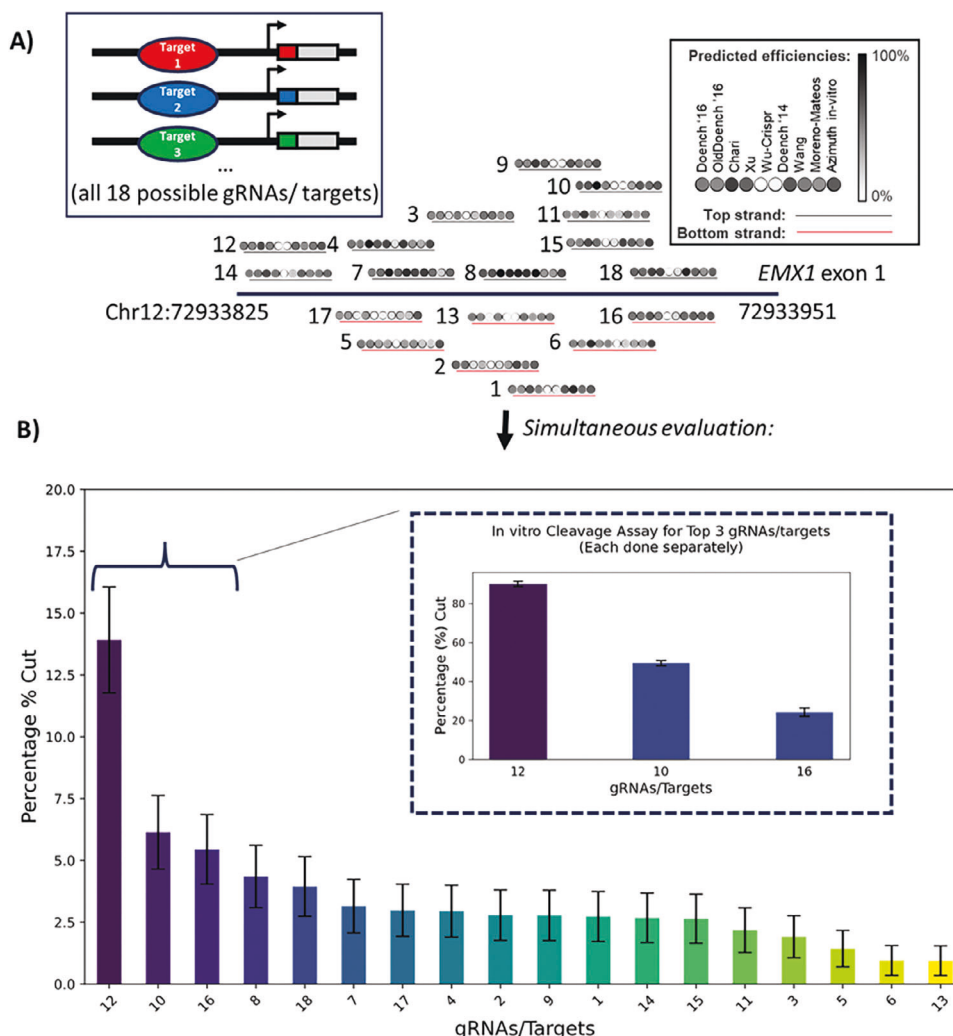 A)
Target
1
Target
2
Target
3
...
(all 18 possible gRNAs/ targets)
Predicted efficiencies:
100%
0%
Doench '16
OldDoench '16
Chari
Xu
Wu-Crispr
Doench '14
Wang
Moreno-Mateos
Azimuth in-vitro
Top strand:
Bottom strand:
9
10
3
11
12
4
15
14
7
8
18
EMX1 exon 1
Chr12:72933825
72933951
17
13
16
5
6
2
1
B)
Simultaneous evaluation:
20.0
17.5
15.0
12.5
10.0
7.5
5.0
2.5
0.0
Percentage % Cut
In vitro Cleavage Assay for Top 3 gRNAs/targets
(Each done separately)
80
60
40
20
0
Percentage (%) Cut
12 10 16
gRNAs/Targets
12 10 16 8 18 7 17 4 2 9 1 14 15 11 3 5 6 13
gRNAs/Targets